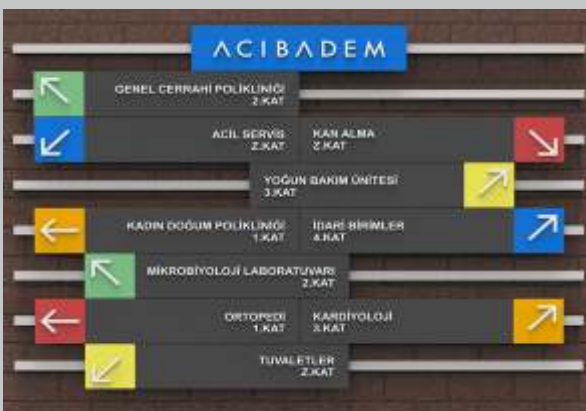 ACIBADEM
GENEL CERRAHİ POLİKLİNİĞİ
2.KAT
ACİL SERVİS
Z.KAT
KAN ALMA
Z.KAT
YOĞUN BAKIM ÜNİTESİ
3.KAT
KADIN DOĞUM POLİKLİNİĞİ
1.KAT
İDARİ BİRİMLER
4.KAT
MİKROBİYOLOJİ LABORATUVARI
2.KAT
ORTOPEDİ
1.KAT
KARDİYOLOJİ
3.KAT
TUVALETLER
Z.KAT